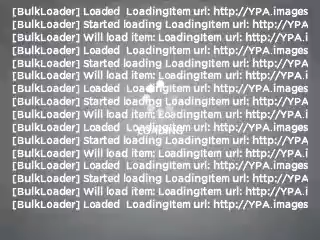 [BulkLoader] Loaded  LoadingItem url: http://YPA.images
[BulkLoader] Started loading LoadingItem url: http://YPA
[BulkLoader] Will load item: LoadingItem url: http://YPA.i
[BulkLoader] Loaded  LoadingItem url: http://YPA.images
[BulkLoader] Started loading LoadingItem url: http://YPA
[BulkLoader] Will load item: LoadingItem url: http://YPA.i
[BulkLoader] Loaded  LoadingItem url: http://YPA.images
[BulkLoader] Started loading LoadingItem url: http://YPA
[BulkLoader] Will load item: LoadingItem url: http://YPA.i
[BulkLoader] Loaded  LoadingItem url: http://YPA.images
LOADING
[BulkLoader] Started loading LoadingItem url: http://YPA
[BulkLoader] Will load item: LoadingItem url: http://YPA.i
[BulkLoader] Loaded  LoadingItem url: http://YPA.images
[BulkLoader] Started loading LoadingItem url: http://YPA
[BulkLoader] Will load item: LoadingItem url: http://YPA.i
[BulkLoader] Loaded  LoadingItem url: http://YPA.images